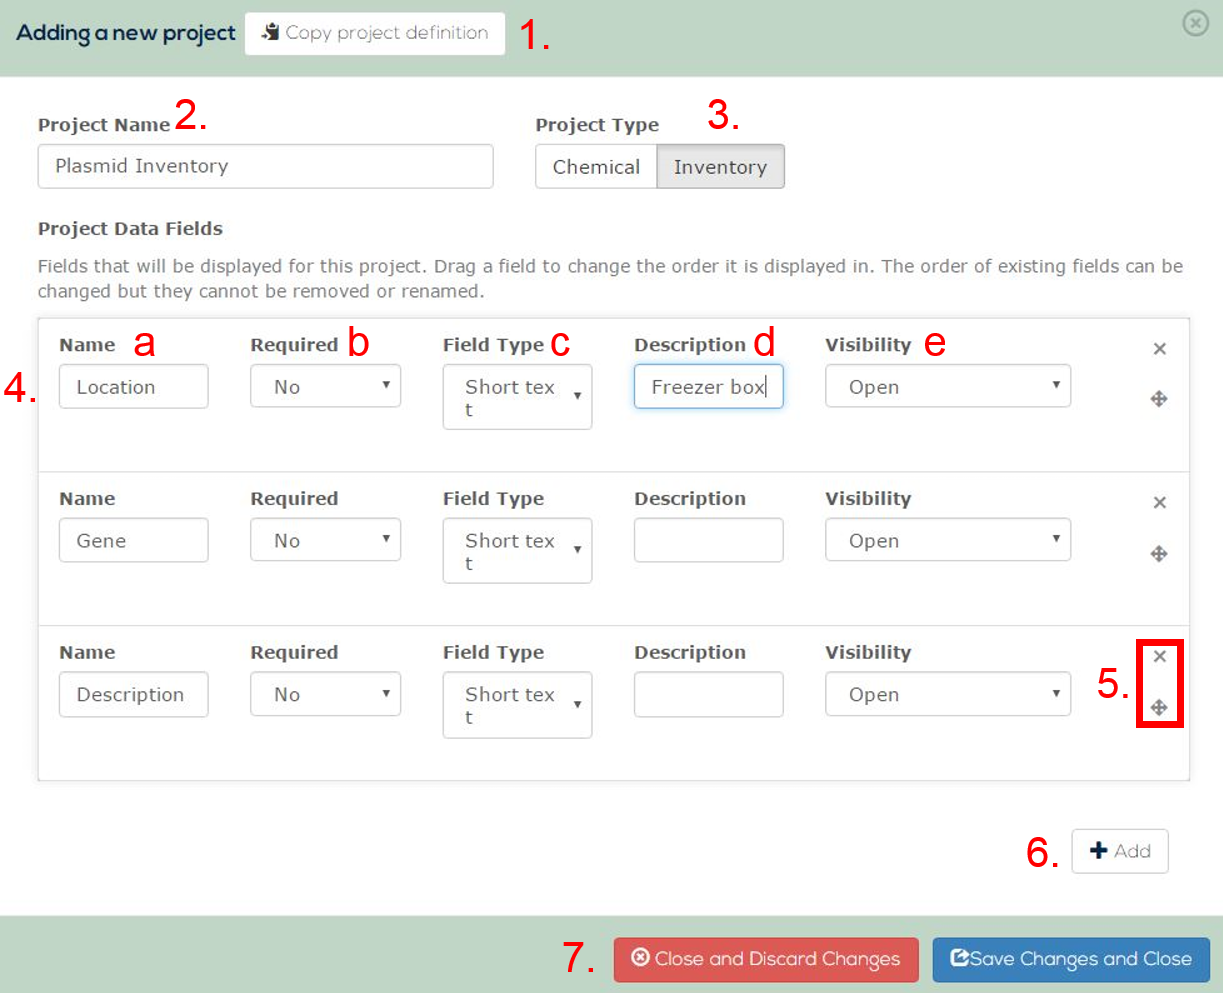 Adding a new project Copy project definition 1.
Project Name 2. Project Type 3.
Plasmid Inventory Chemical Inventory
Project Data Fields
Fields that will be displayed for this project. Drag a field to change the order it is displayed in. The order of existing fields can be
changed but they cannot be removed or renamed.
Name a Required b Field Type c Description d Visibility e
4. Location No Short tex Freezer box Open
t
Name Required Field Type Description Visibility
Gene No Short tex Open
t
Name Required Field Type Description Visibility
5.
Description No Short tex Open
t
6. Add
7. Close and Discard Changes Save Changes and Close